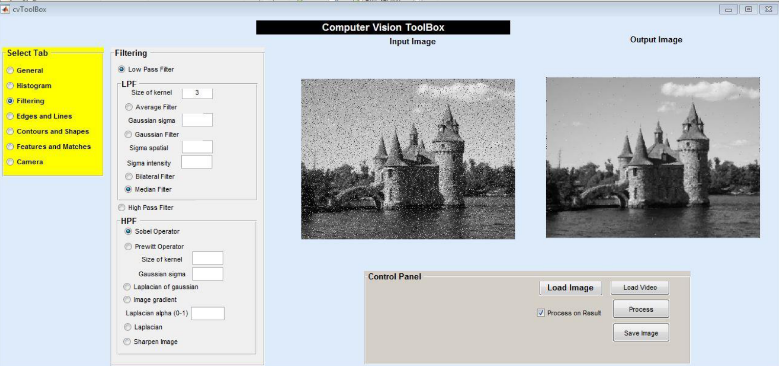 cvToolBox
Computer Vision ToolBox
Input Image
Output Image
Select Tab
General
Histogram
Filtering
Edges and Lines
Contours and Shapes
Features and Matches
Camera
Filtering
Low Pass Filter
LPF
Size of kernel 3
Average Filter
Gaussian sigma
Gaussian Filter
Sigma spatial
Sigma intensity
Bilateral Filter
Median Filter
High Pass Filter
HPF
Sobel Operator
Prewitt Operator
Size of kernel
Gaussian sigma
Laplacian of gaussian
Image gradient
Laplacian alpha (0-1)
Laplacian
Sharpen Image
Control Panel
Load Image
Load Video
Process on Result
Process
Save Image